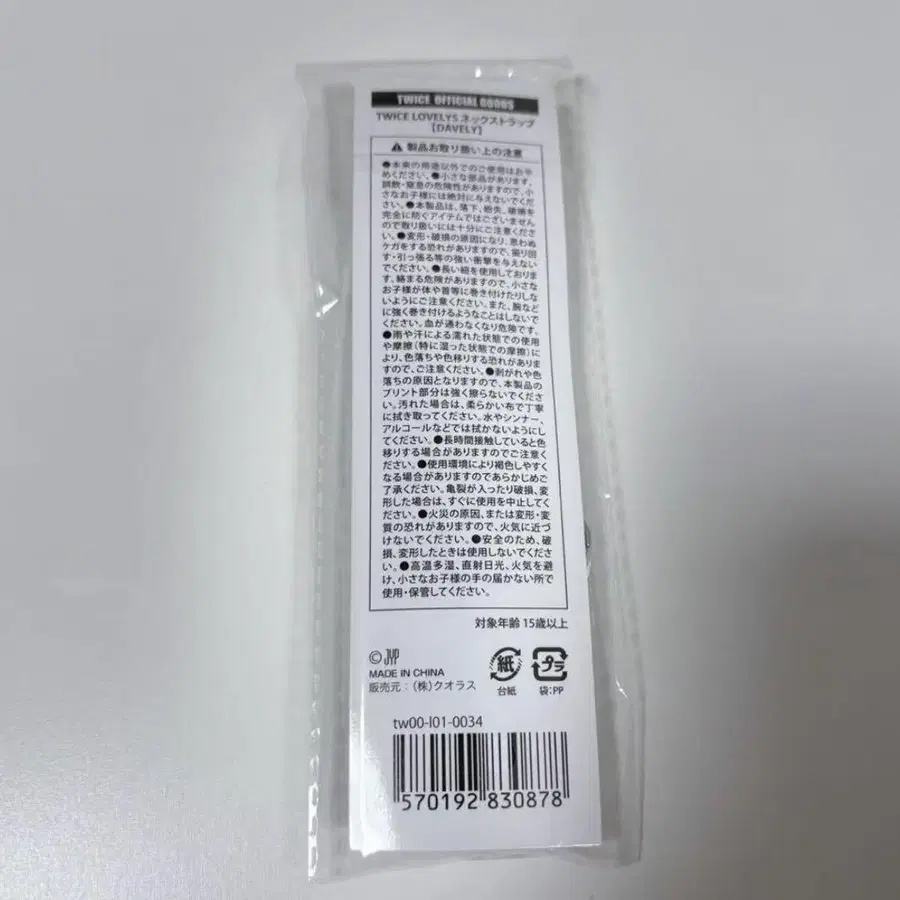 TWICE OFFICIAL GOODS
TWICE LOVELYS ネックストラップ
【DAVELY】
⚠ 製品お取り扱い上の注意
●本来の用途以外でのご使用はお や
めください。●小さな部品があります。
誤飲・窒息の危険性がありますので、小
さなお子様には絶対に与えないでくだ
さい。●本製品は、落下、紛失、破損を
完全に防ぐアイテムではございません
ので取り扱いには十分にご注意くださ
い。●変形・破損の原因になり、思わぬ
ケガをする恐れがありますので、振り回
す・引っ張る等の強い衝撃を与えない
でください。●長い紐を使用しておりま
す。絡まる危険がありますので、小さな
お子様が体や首等に巻き付けたりしな
いようにご注意ください。また、腕など
に強く巻き付けるようなことはしないで
ください。血が通わなくなり危険です。
●雨や汗による濡れた状態での使用
や摩擦(特に湿った状態での摩擦)に
より、色落ちや色移りする恐れがありま
すので、ご注意ください。●剥がれや色
落ちの原因となりますので、本製品の
プリント部分は強く擦らないでくださ
い。汚れた場合は、柔らかい布で丁寧
に拭き取ってください。水やシンナー、
アルコールなどでは拭かないようにし
てください。●長時間接触していると色
移りする場合がありますのでご注意くだ
さい。●使用環境により褐色しやすく
なる場合がありますのであらかじめご
了承ください。亀裂が入ったり破損、変
形した場合は、すぐに使用を中止してく
ださい。●火災の原因、または変形・変
質の恐れがありますので、火気に近づ
けないでください。●安全のため、破
損、変形したときは使用しないでくださ
い。●高温多湿、直射日光、火気を避
け、小さなお子様の手の届かない所で
使用・保管してください。
対象年齢 15歳以上
© JYP
MADE IN CHINA
販売元:(株)クオラス
紙
台紙
プラ
袋:PP
tw00-l01-0034
570192 830878